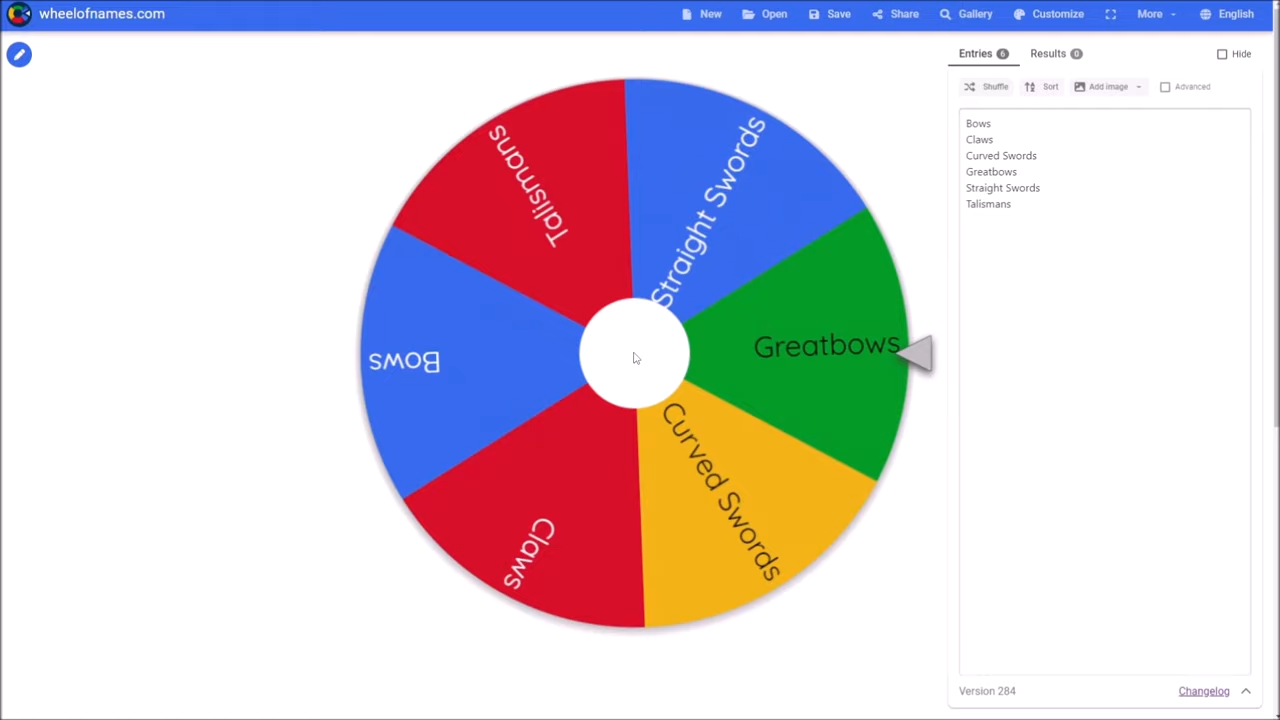 wheelofnames.com
New
Open
Save
Share
Gallery
Customize
More
English
Entries 6
Results 0
Hide
Shuffle
Sort
Add image
Advanced
Bows
Claws
Curved Swords
Greatbows
Straight Swords
Talismans
Talismans
Straight Swords
Greatbows
Bows
Curved Swords
Claws
Version 284
Changelog